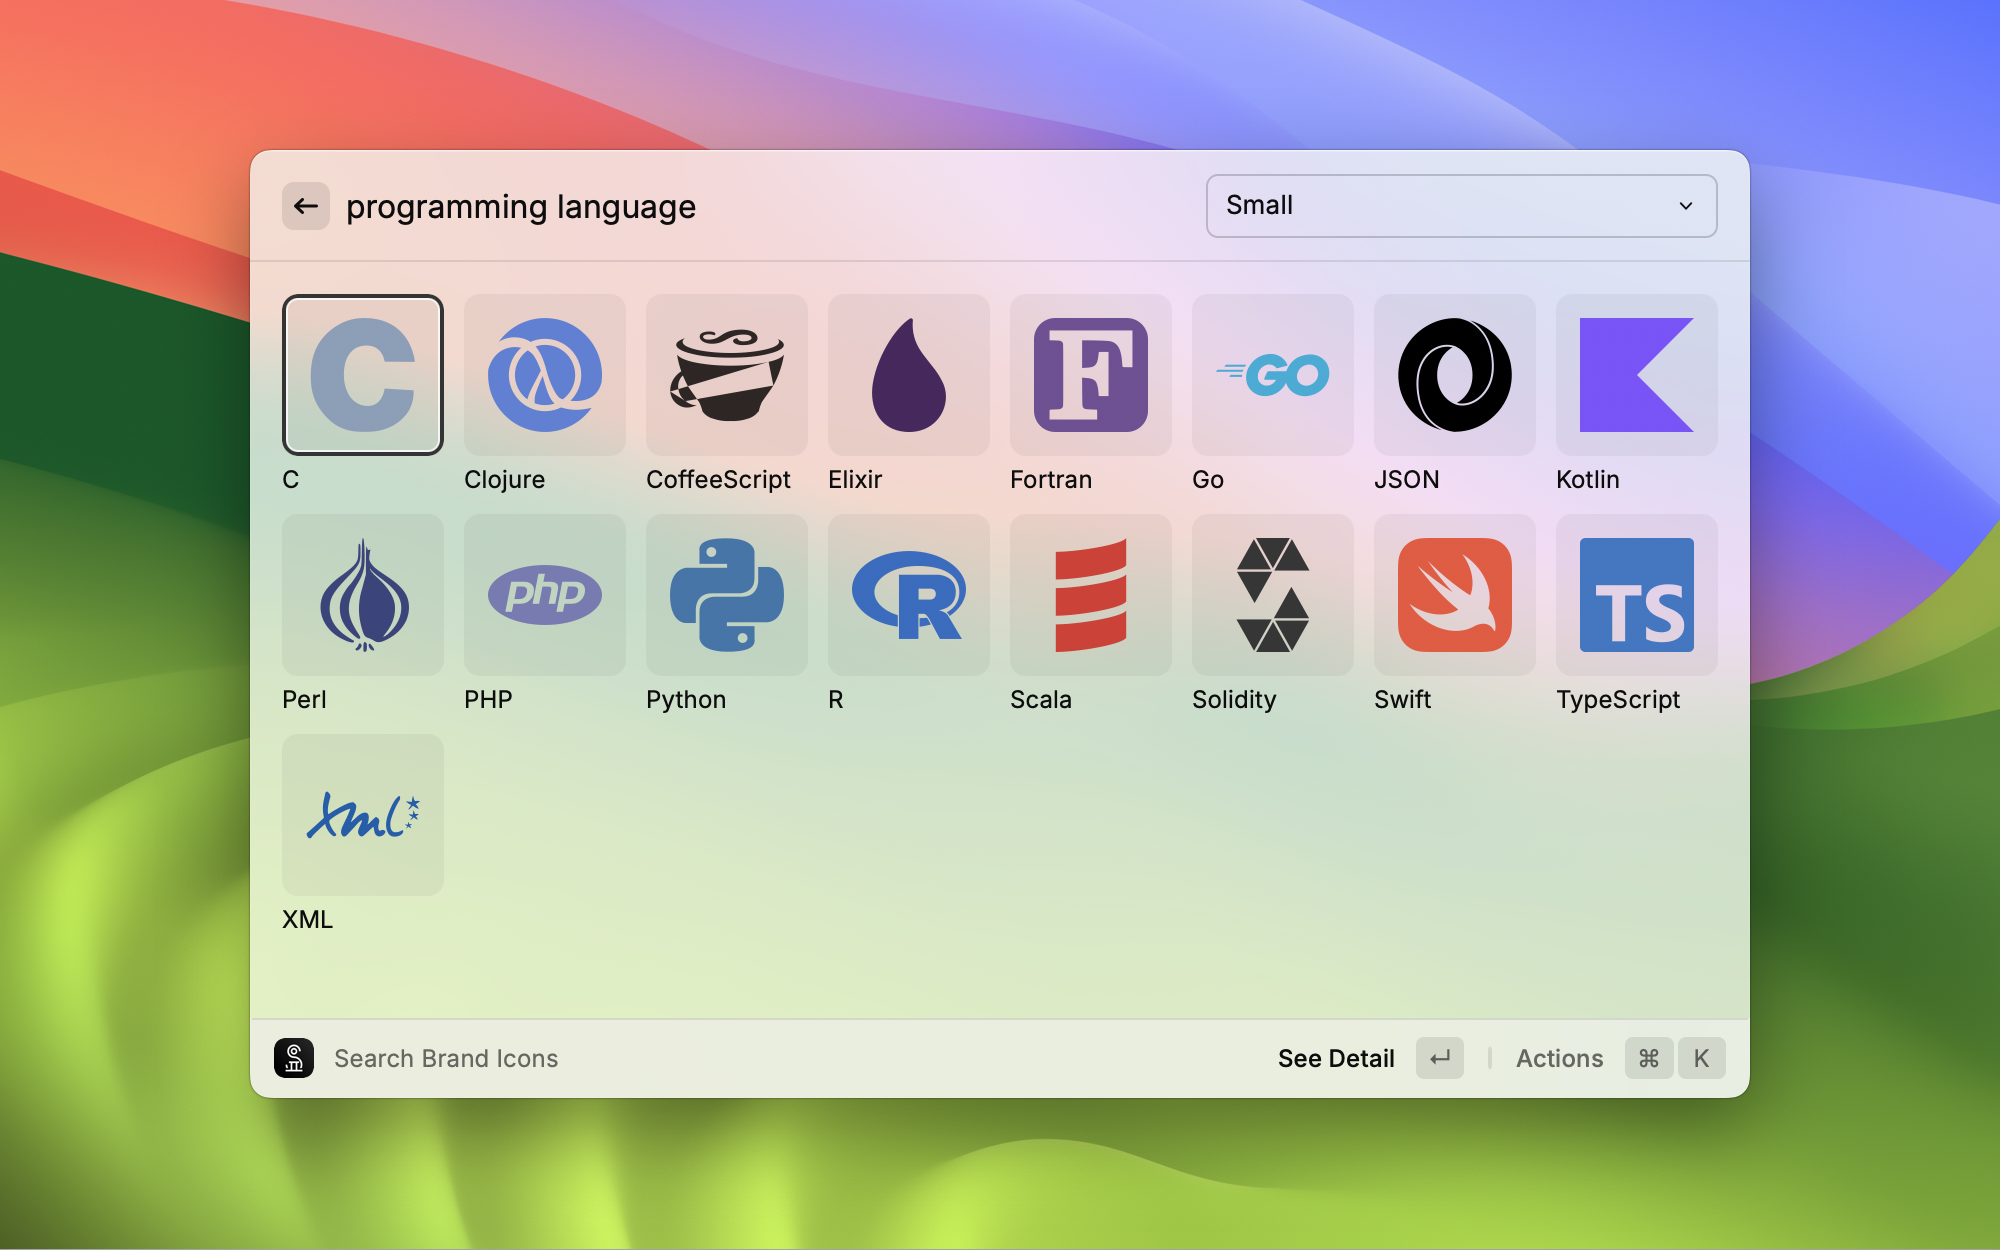 programming language
Small
C
Clojure
CoffeeScript
Elixir
F
Fortran
GO
Go
JSON
Kotlin
Perl
php
PHP
Python
R
R
Scala
Solidity
Swift
TS
TypeScript
Xml
XML
Search Brand Icons
See Detail
Actions
⌘
K